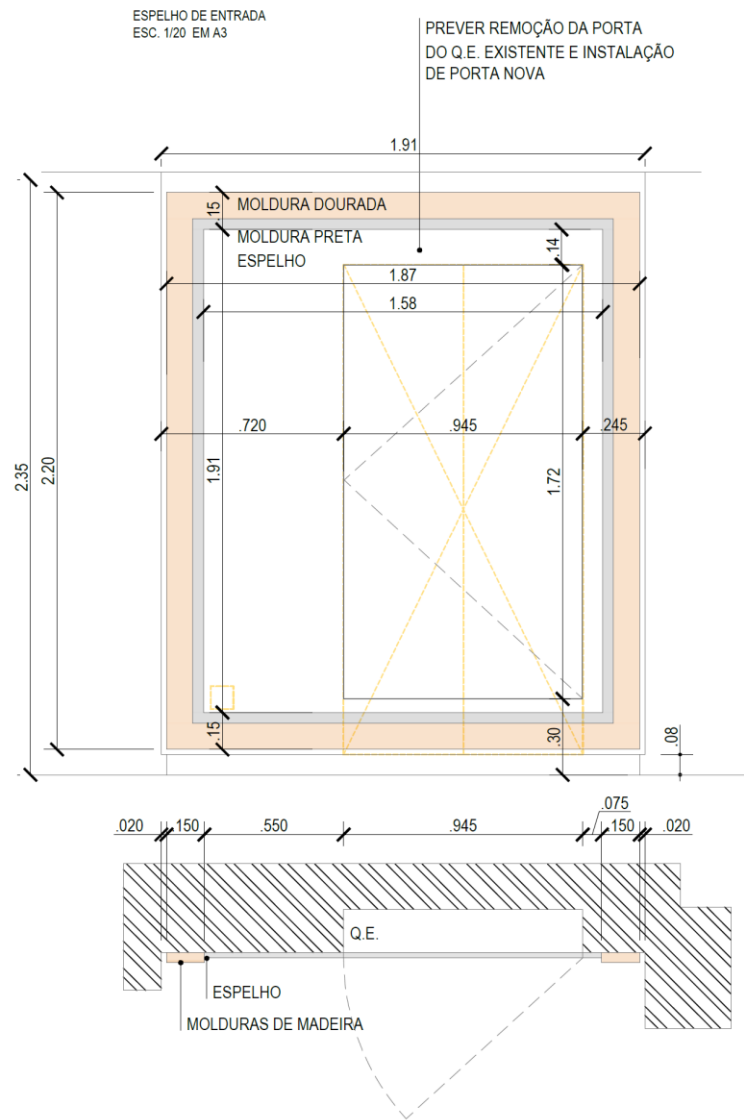 ESPELHO DE ENTRADA
ESC. 1/20 EM A3
PREVER REMOÇÃO DA PORTA
DO Q.E. EXISTENTE E INSTALAÇÃO
DE PORTA NOVA
1.91
.15
MOLDURA DOURADA
MOLDURA PRETA
ESPELHO
.14
1.87
1.58
.720
.945
.245
2.35
2.20
1.91
1.72
.15
.30
.08
.020
.150
.550
.945
.075
.150
.020
Q.E.
ESPELHO
MOLDURAS DE MADEIRA